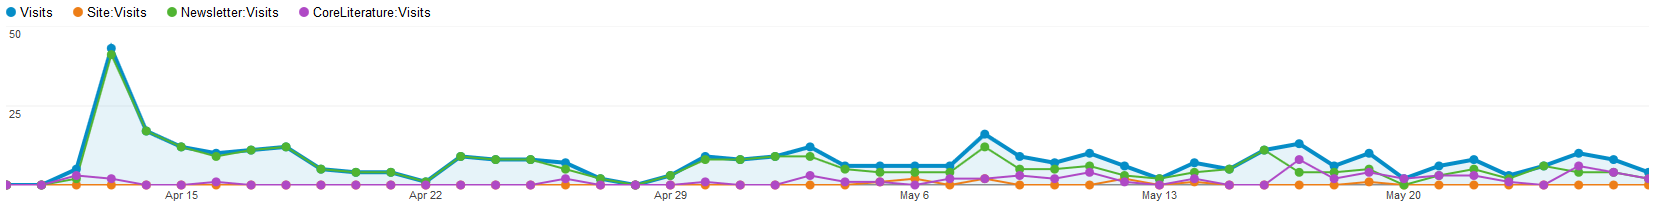 Visits Site:Visits Newsletter:Visits CoreLiterature:Visits
50
25
Apr 15 Apr 22 Apr 29 May 6 May 13 May 20